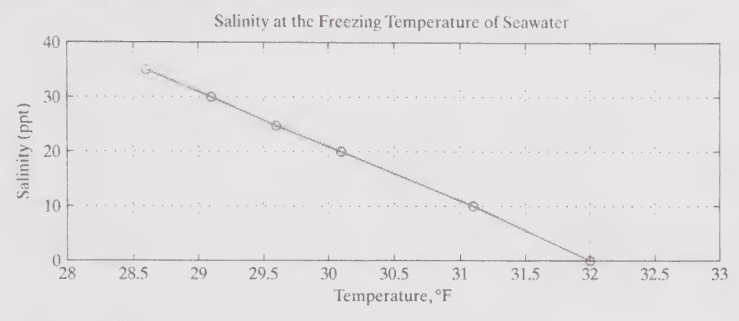 Salinity at the Freezing Temperature of Seawater
40
30
20
10
0
Salinity (ppt)
28 28.5 29 29.5 30 30.5 31 31.5 32 32.5 33
Temperature, °F